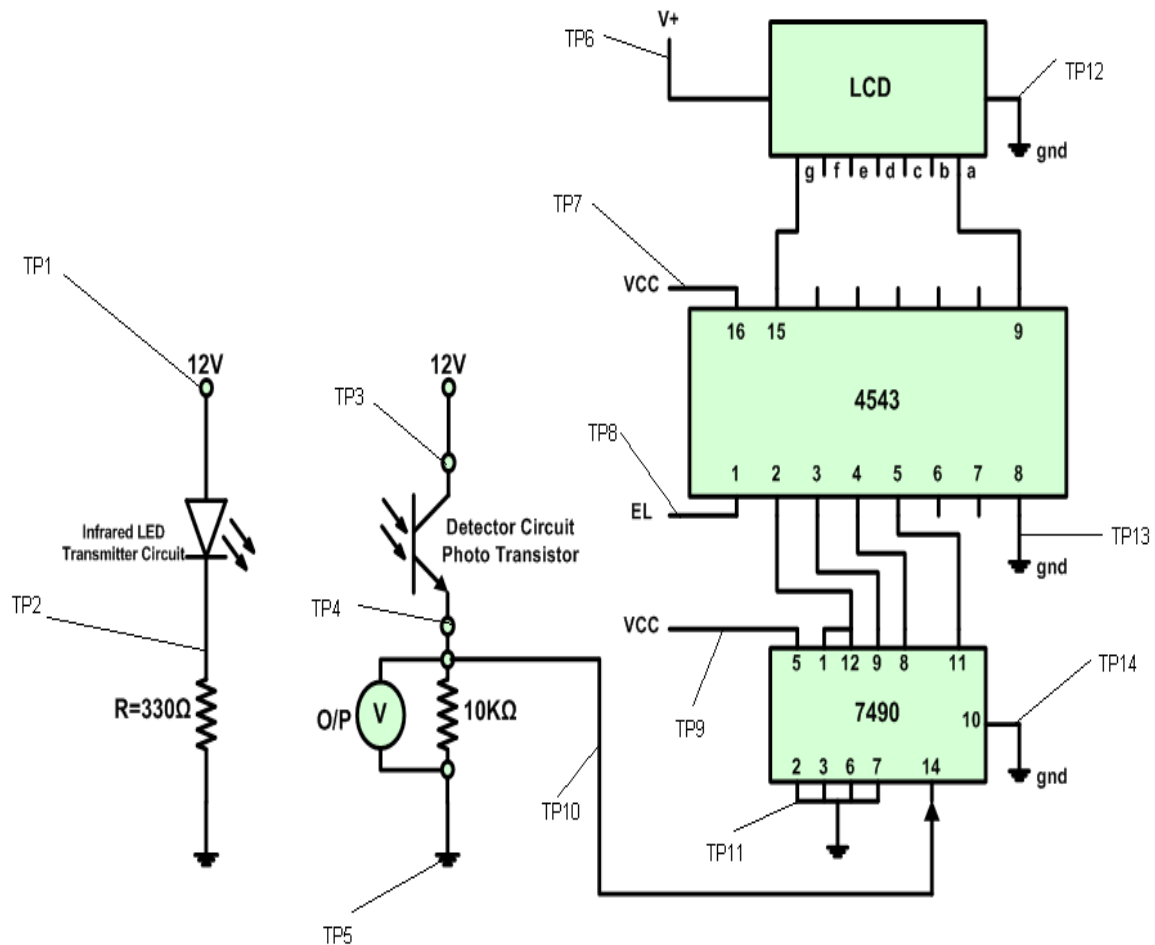 V+
TP6
LCD
TP12
gnd
g f e d c b a
TP7
VCC
16 15 9
TP1
12V
12V
TP3
4543
TP8
1 2 3 4 5 6 7 8
EL
Infrared LED
Transmitter Circuit
Detector Circuit
Photo Transistor
TP13
gnd
TP2
TP4
VCC
5 1 12 9 8 11
TP14
R=330Ω
O/P
V
10KΩ
TP9
7490
10
2 3 6 7 14
gnd
TP10
TP11
TP5